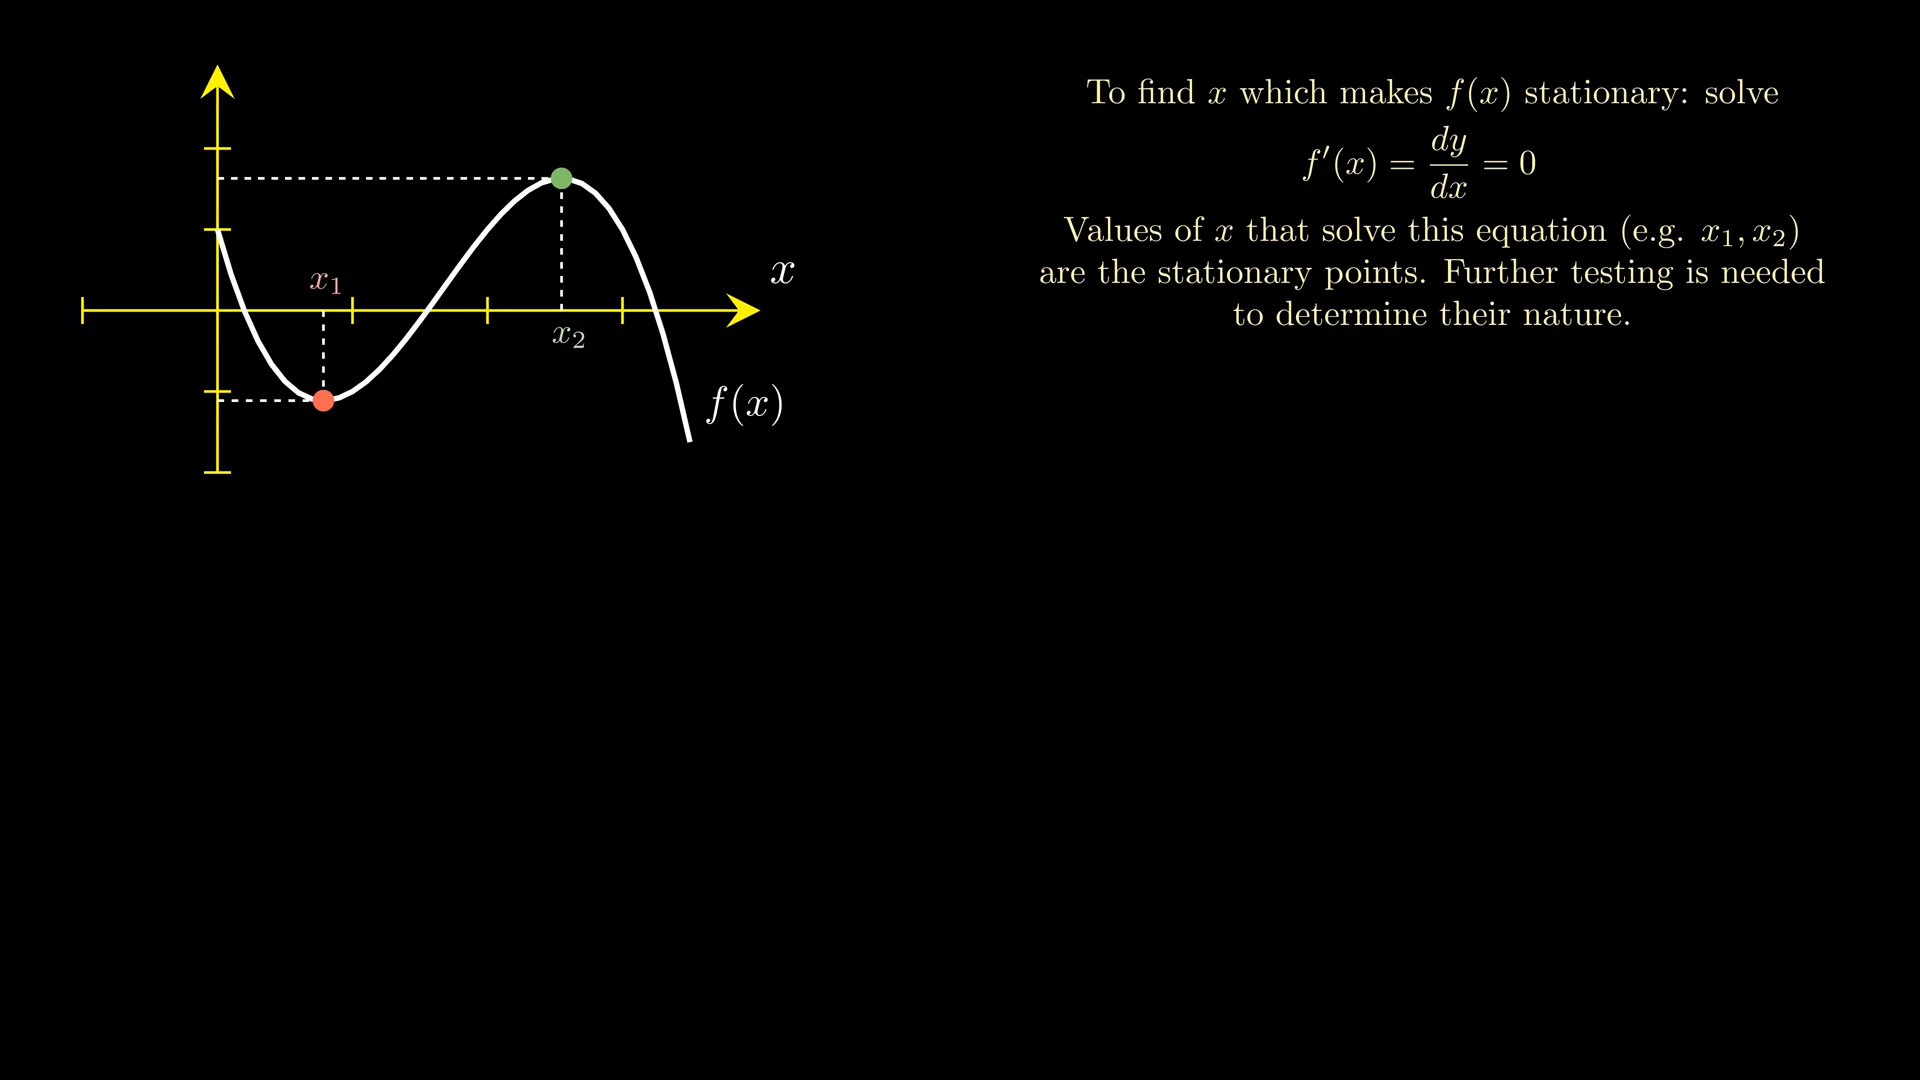 To find x which makes f(x) stationary: solve
f′(x) = dy/dx = 0
Values of x that solve this equation (e.g. x₁, x₂)
are the stationary points. Further testing is needed
to determine their nature.
x
x₁
x₂
f(x)